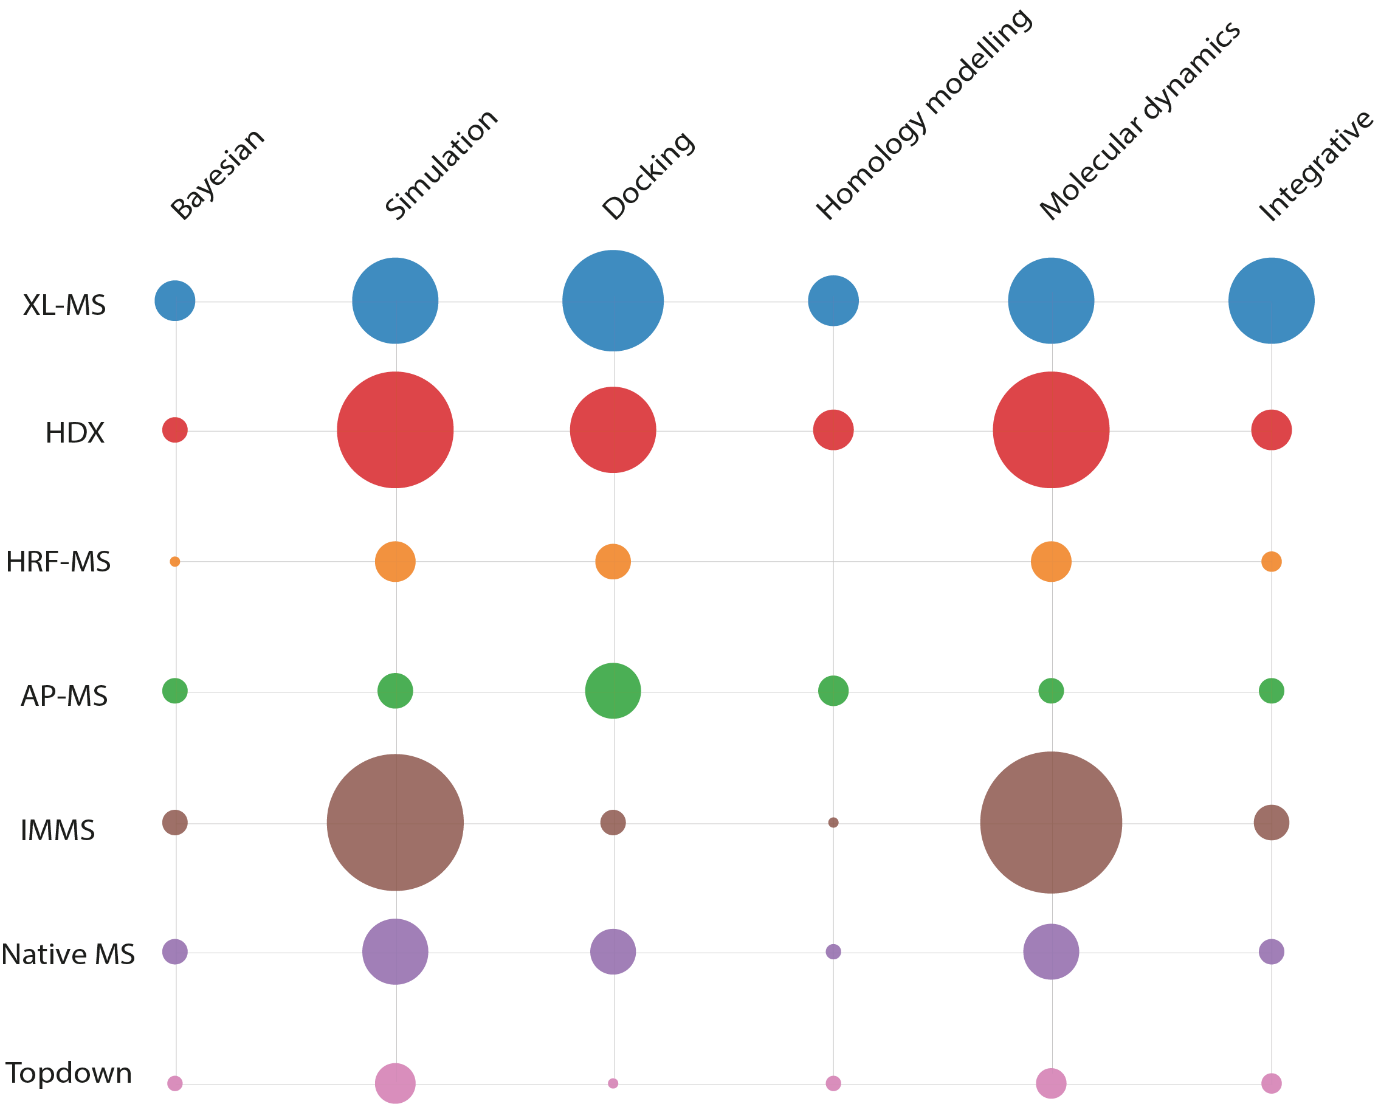 Bayesian
Simulation
Docking
Homology modelling
Molecular dynamics
Integrative
XL-MS
HDX
HRF-MS
AP-MS
IMMS
Native MS
Topdown